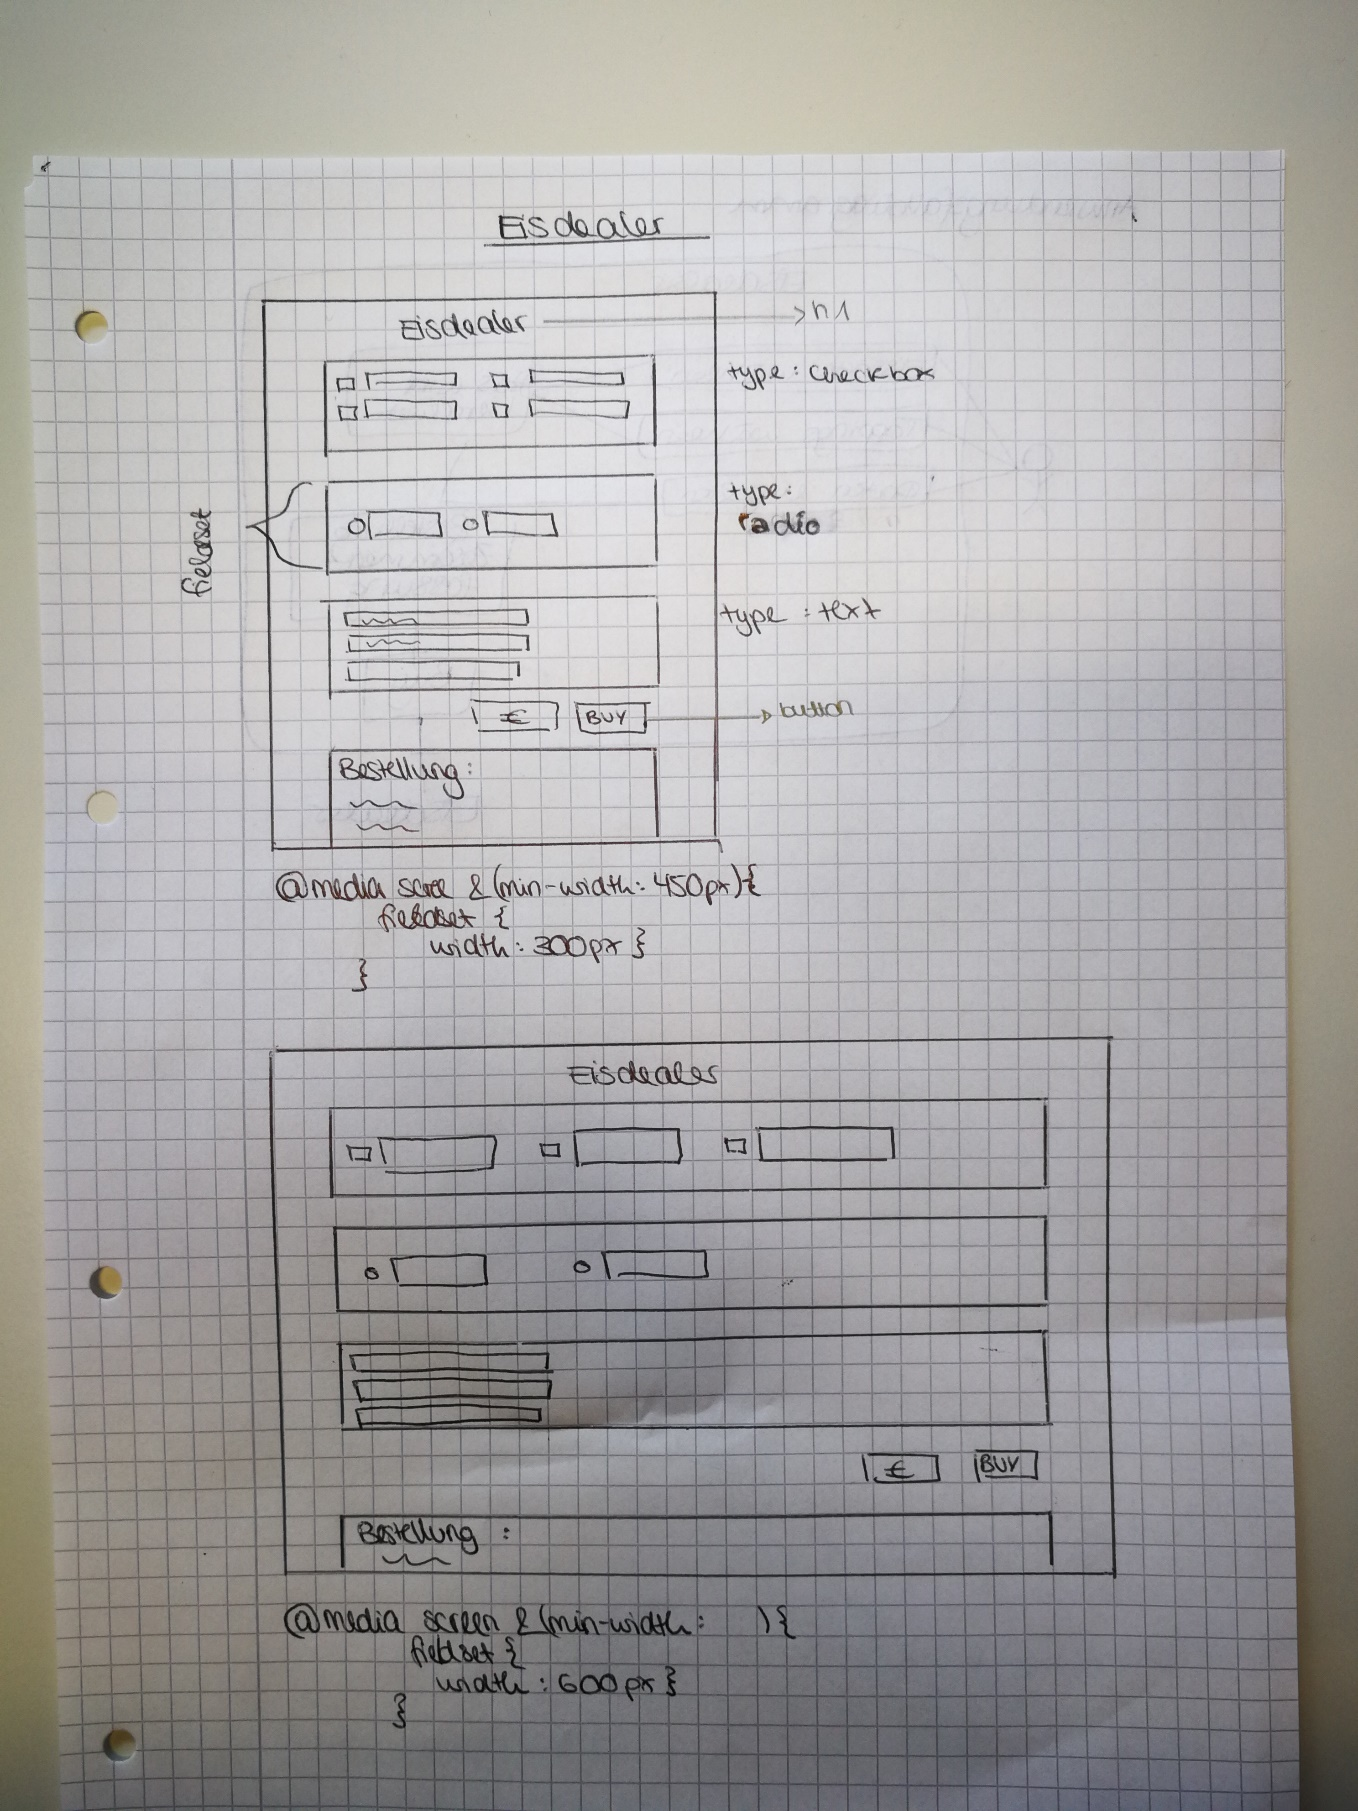 Eisdealer
Eisdealer
h1
type: checkbox
fieldset
type:
radio
type: text
€
BUY
button
Bestellung:
@media scree & (min-width: 450px){
fieldset {
width: 300px }
}
Eisdealer
€
BUY
Bestellung :
@media screen & (min-width: ){
fieldset {
width: 600px }
}